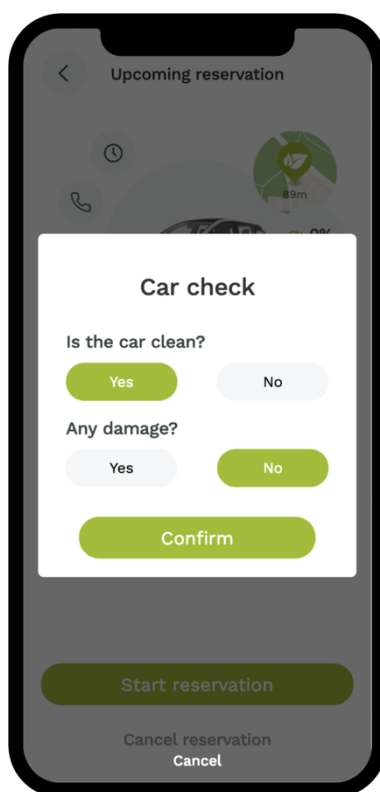 Upcoming reservation
89m
0%
Car check
Is the car clean?
Yes No
Any damage?
Yes No
Confirm
Start reservation
Cancel reservation
Cancel